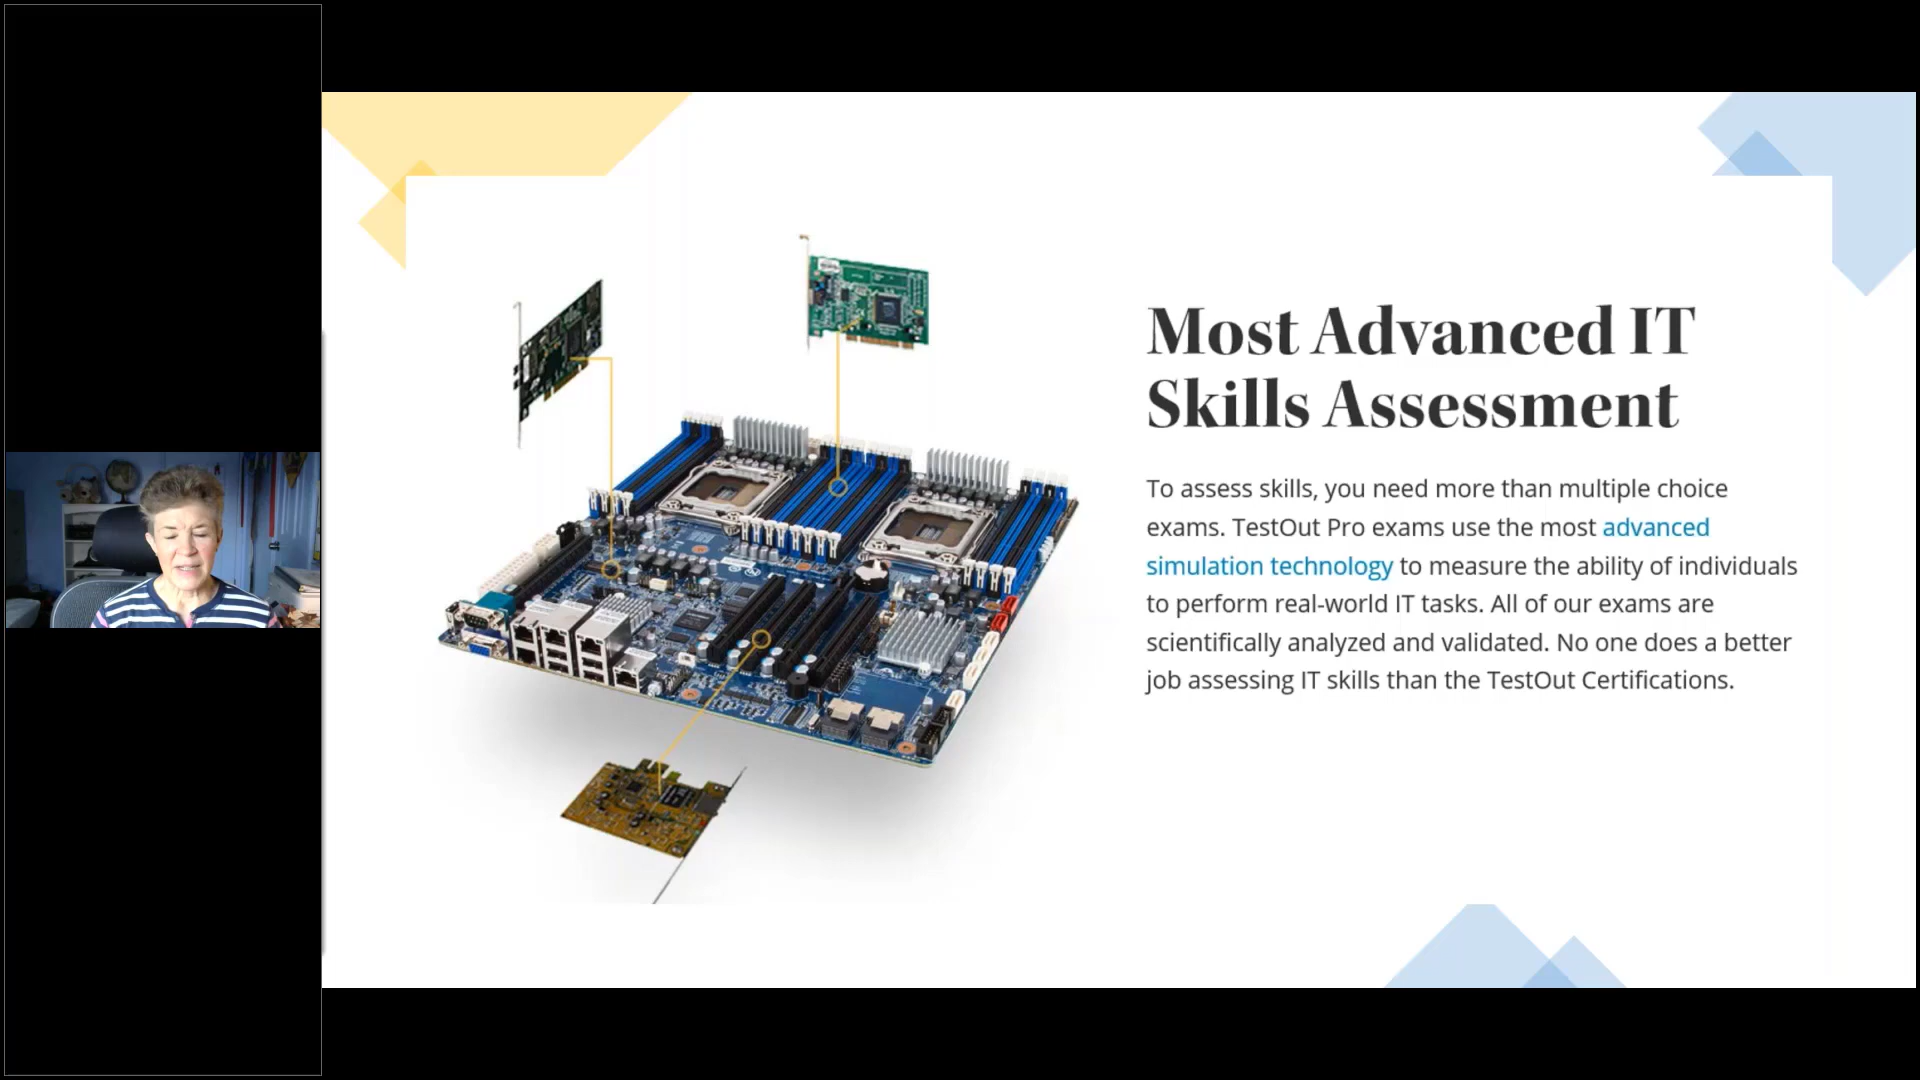 Most Advanced IT
Skills Assessment
To assess skills, you need more than multiple choice
exams. TestOut Pro exams use the most advanced
simulation technology to measure the ability of individuals
to perform real-world IT tasks. All of our exams are
scientifically analyzed and validated. No one does a better
job assessing IT skills than the TestOut Certifications.